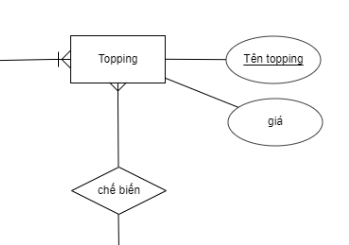 Topping
Tên topping
giá
chế biến